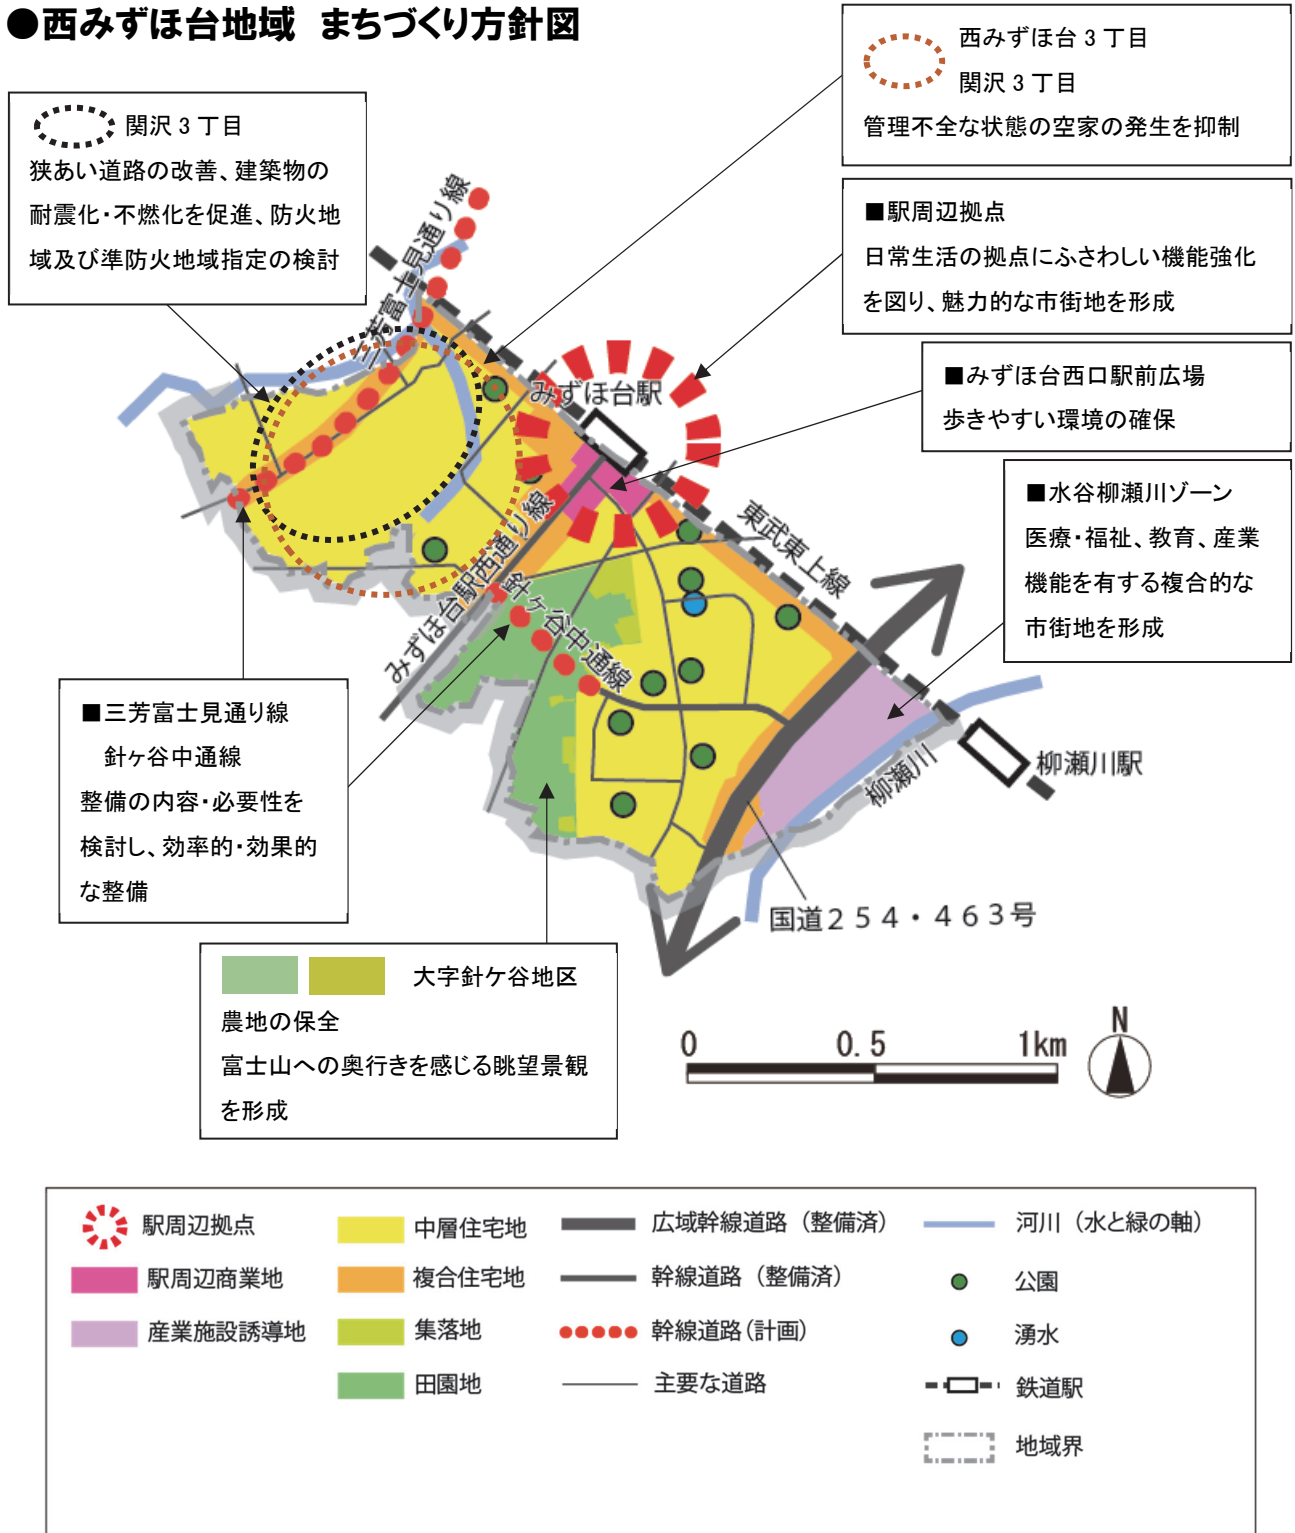 ●西みずほ台地域 まちづくり方針図
西みずほ台3丁目
関沢3丁目
管理不全な状態の空家の発生を抑制
関沢3丁目
狭あい道路の改善、建築物の
耐震化・不燃化を促進、防火地
域及び準防火地域指定の検討
■駅周辺拠点
日常生活の拠点にふさわしい機能強化
を図り、魅力的な市街地を形成
■みずほ台西口駅前広場
歩きやすい環境の確保
■水谷柳瀬川ゾーン
医療・福祉、教育、産業
機能を有する複合的な
市街地を形成
三芳富士見通り線
みずほ台駅
東武東上線
みずほ台駅西通り線
針ヶ谷中通線
柳瀬川
柳瀬川駅
国道254・463号
■三芳富士見通り線
針ヶ谷中通線
整備の内容・必要性を
検討し、効率的・効果的
な整備
大字針ケ谷地区
農地の保全
富士山への奥行きを感じる眺望景観
を形成
0 0.5 1km
N
駅周辺拠点
駅周辺商業地
産業施設誘導地
中層住宅地
複合住宅地
集落地
田園地
広域幹線道路（整備済）
幹線道路（整備済）
幹線道路(計画)
主要な道路
河川（水と緑の軸）
公園
湧水
鉄道駅
地域界